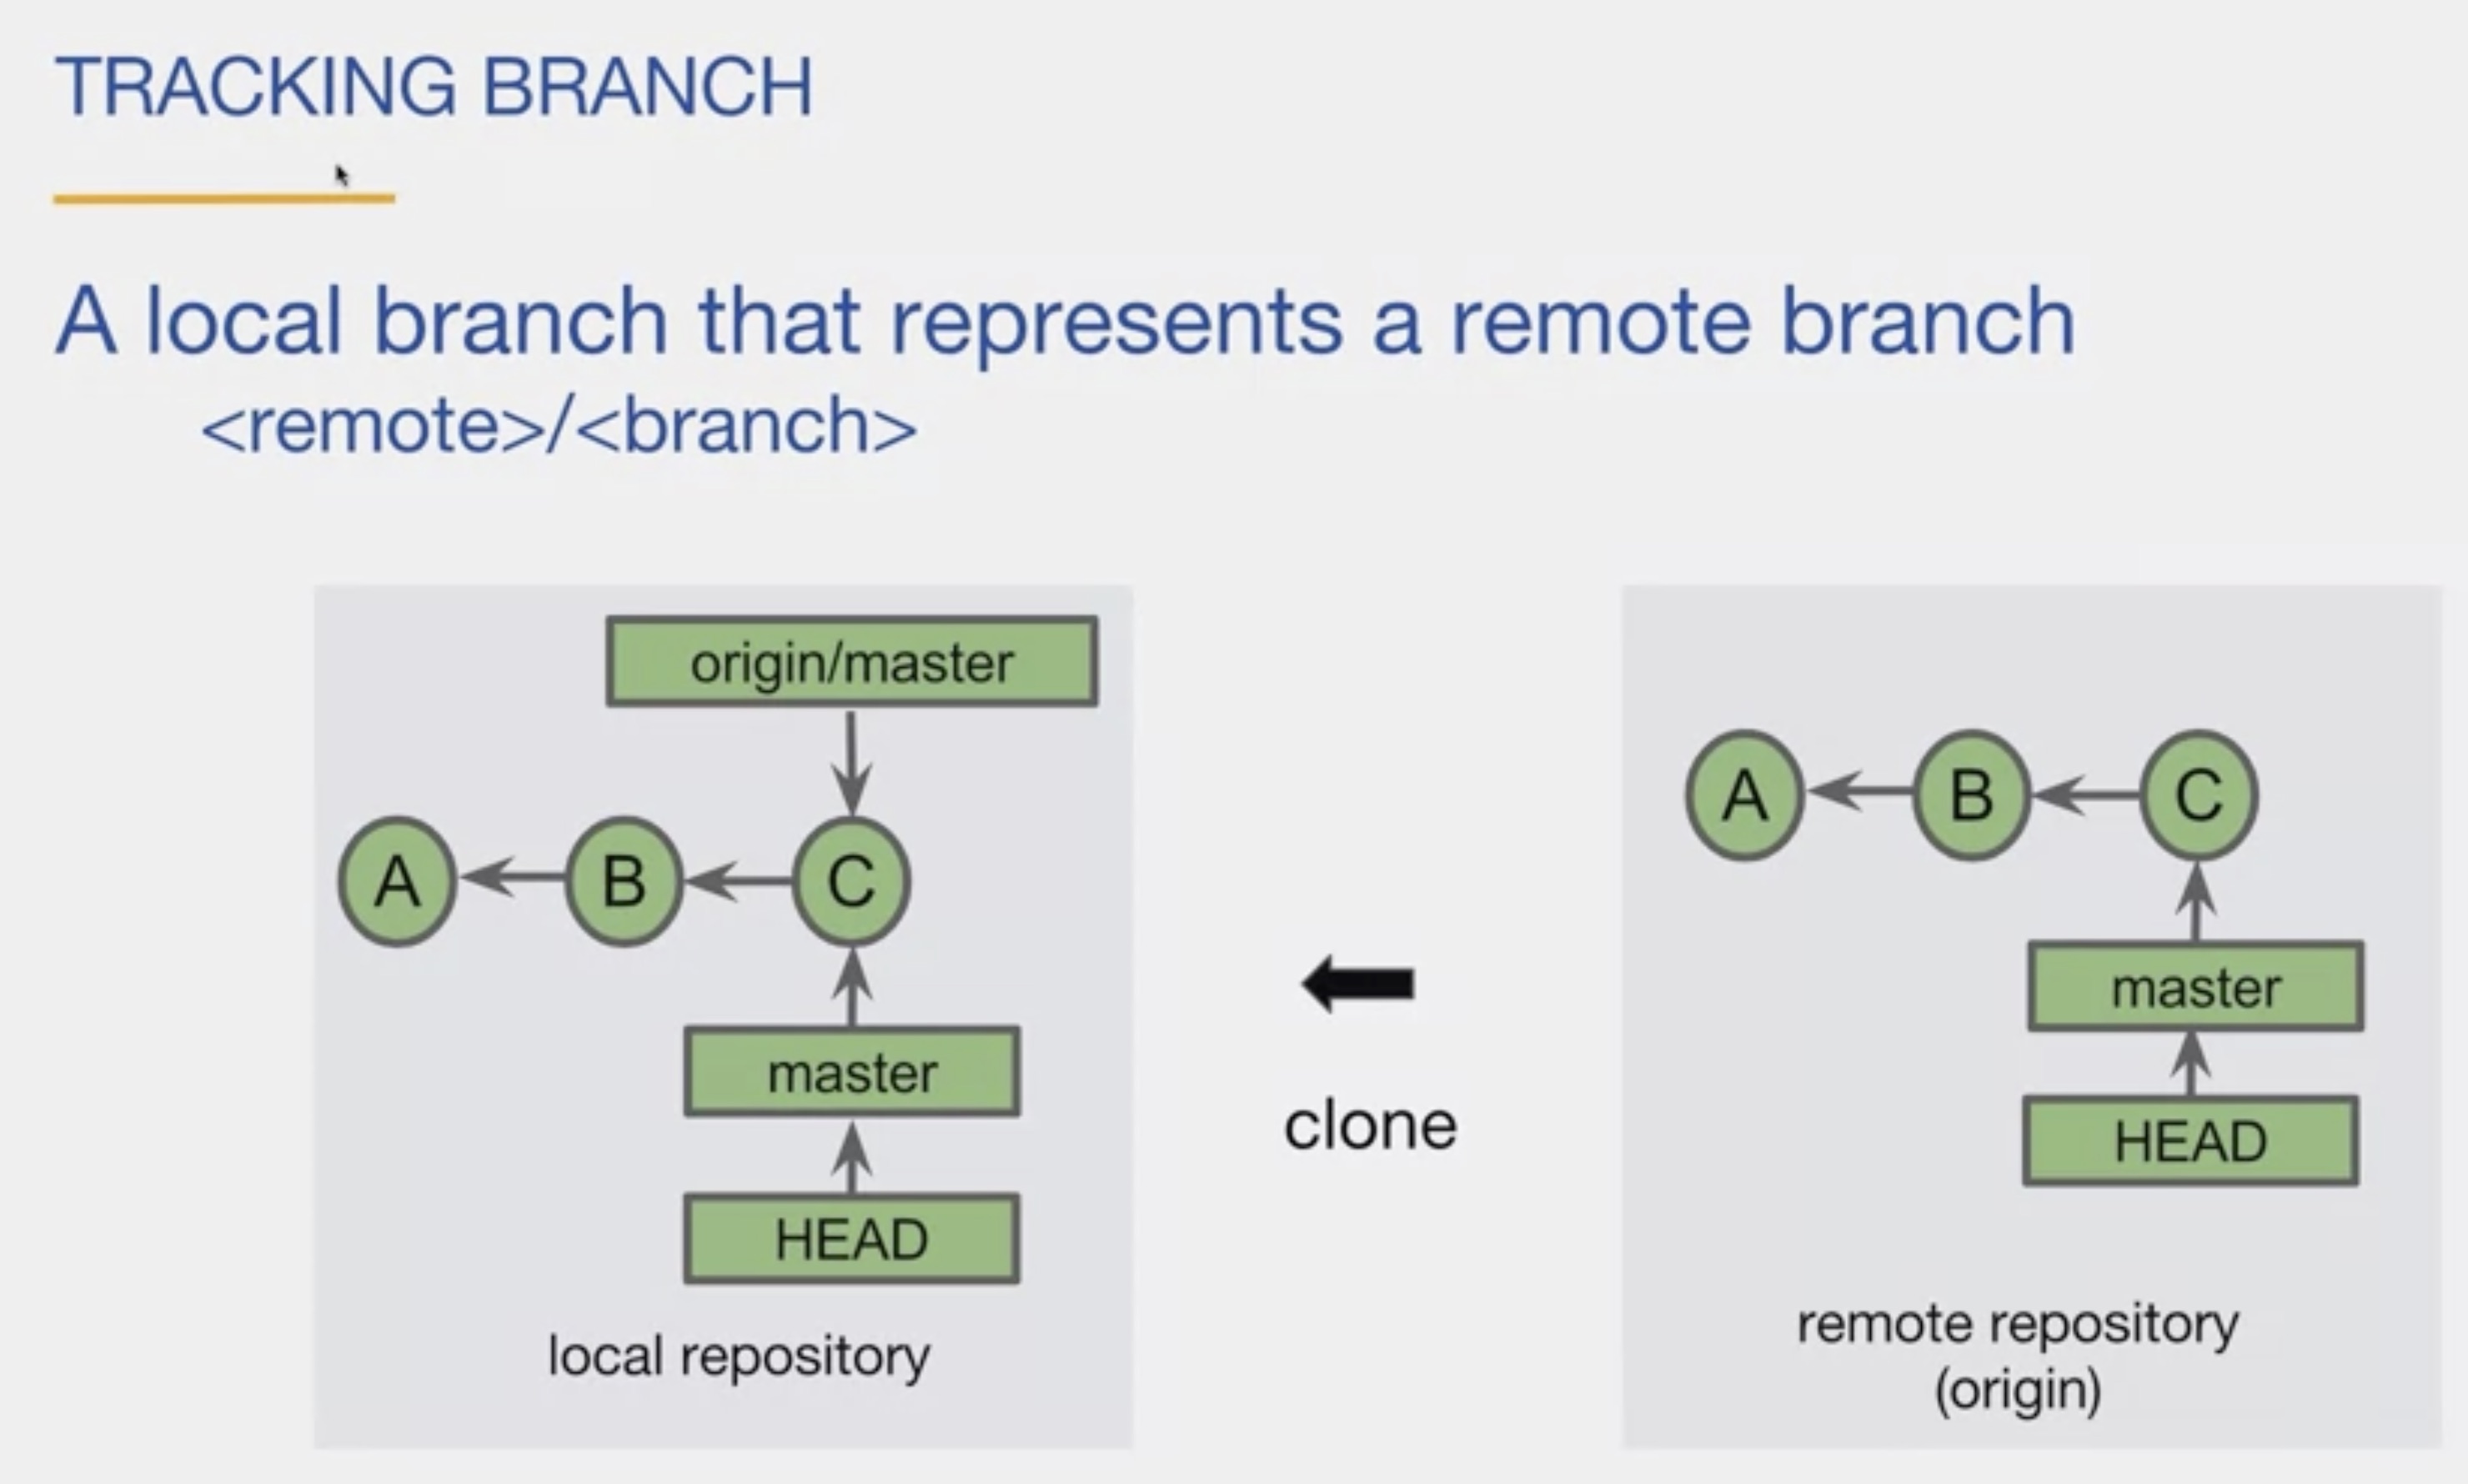 TRACKING BRANCH
A local branch that represents a remote branch
<remote>/<branch>
origin/master
A
B
C
master
HEAD
local repository
clone
A
B
C
master
HEAD
remote repository
(origin)